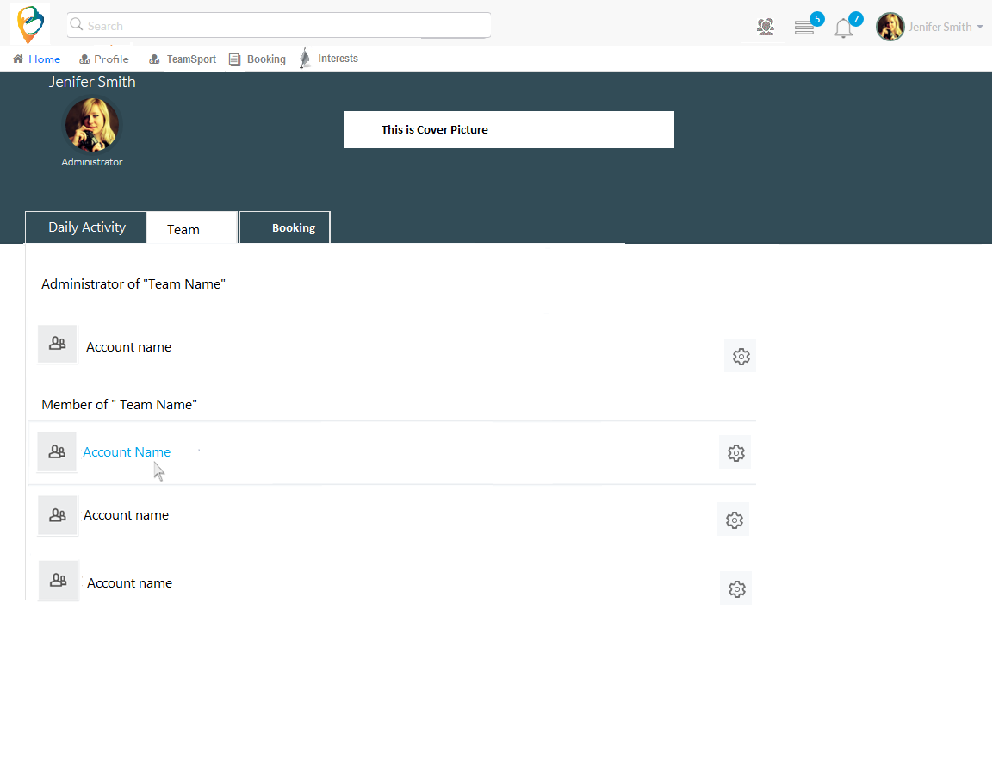 Search
5
7
Jenifer Smith
Home
Profile
TeamSport
Booking
Interests
Jenifer Smith
Administrator
This is Cover Picture
Daily Activity
Team
Booking
Administrator of "Team Name"
Account name
Member of " Team Name"
Account Name
Account name
Account name